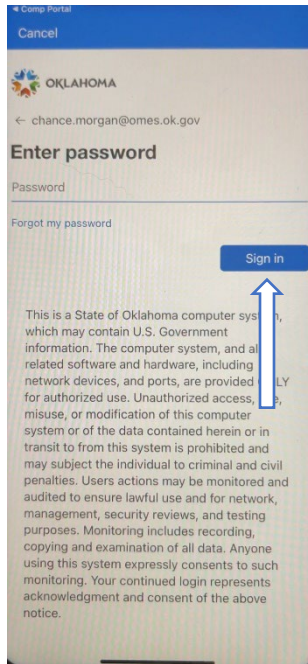 ◀ Comp Portal
Cancel
OKLAHOMA
← chance.morgan@omes.ok.gov
Enter password
Password
Forgot my password
Sign in
This is a State of Oklahoma computer
which may contain U.S. Government
information. The computer system, and
related software and hardware, including
network devices, and ports, are provided
for authorized use. Unauthorized access,
misuse, or modification of this computer
system or of the data contained herein or in
transit to from this system is prohibited and
may subject the individual to criminal and civil
penalties. Users actions may be monitored and
audited to ensure lawful use and for network,
management, security reviews, and testing
purposes. Monitoring includes recording,
copying and examination of all data. Anyone
using this system expressly consents to such
monitoring. Your continued login represents
acknowledgment and consent of the above
notice.